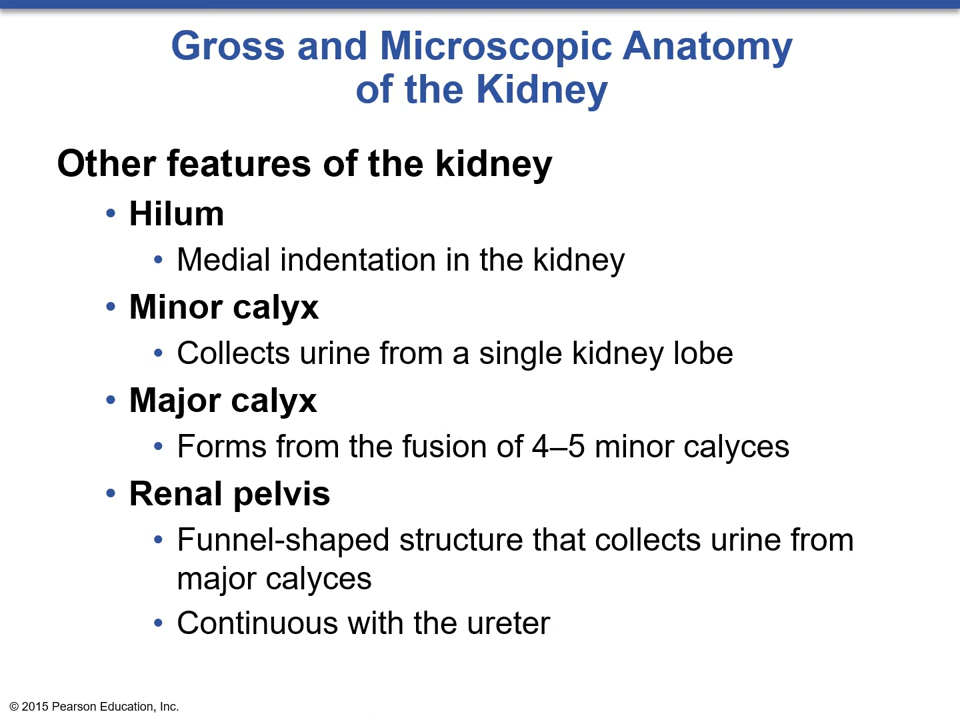 Gross and Microscopic Anatomy
of the Kidney
Other features of the kidney
• Hilum
• Medial indentation in the kidney
• Minor calyx
• Collects urine from a single kidney lobe
• Major calyx
• Forms from the fusion of 4–5 minor calyces
• Renal pelvis
• Funnel-shaped structure that collects urine from
major calyces
• Continuous with the ureter
© 2015 Pearson Education, Inc.